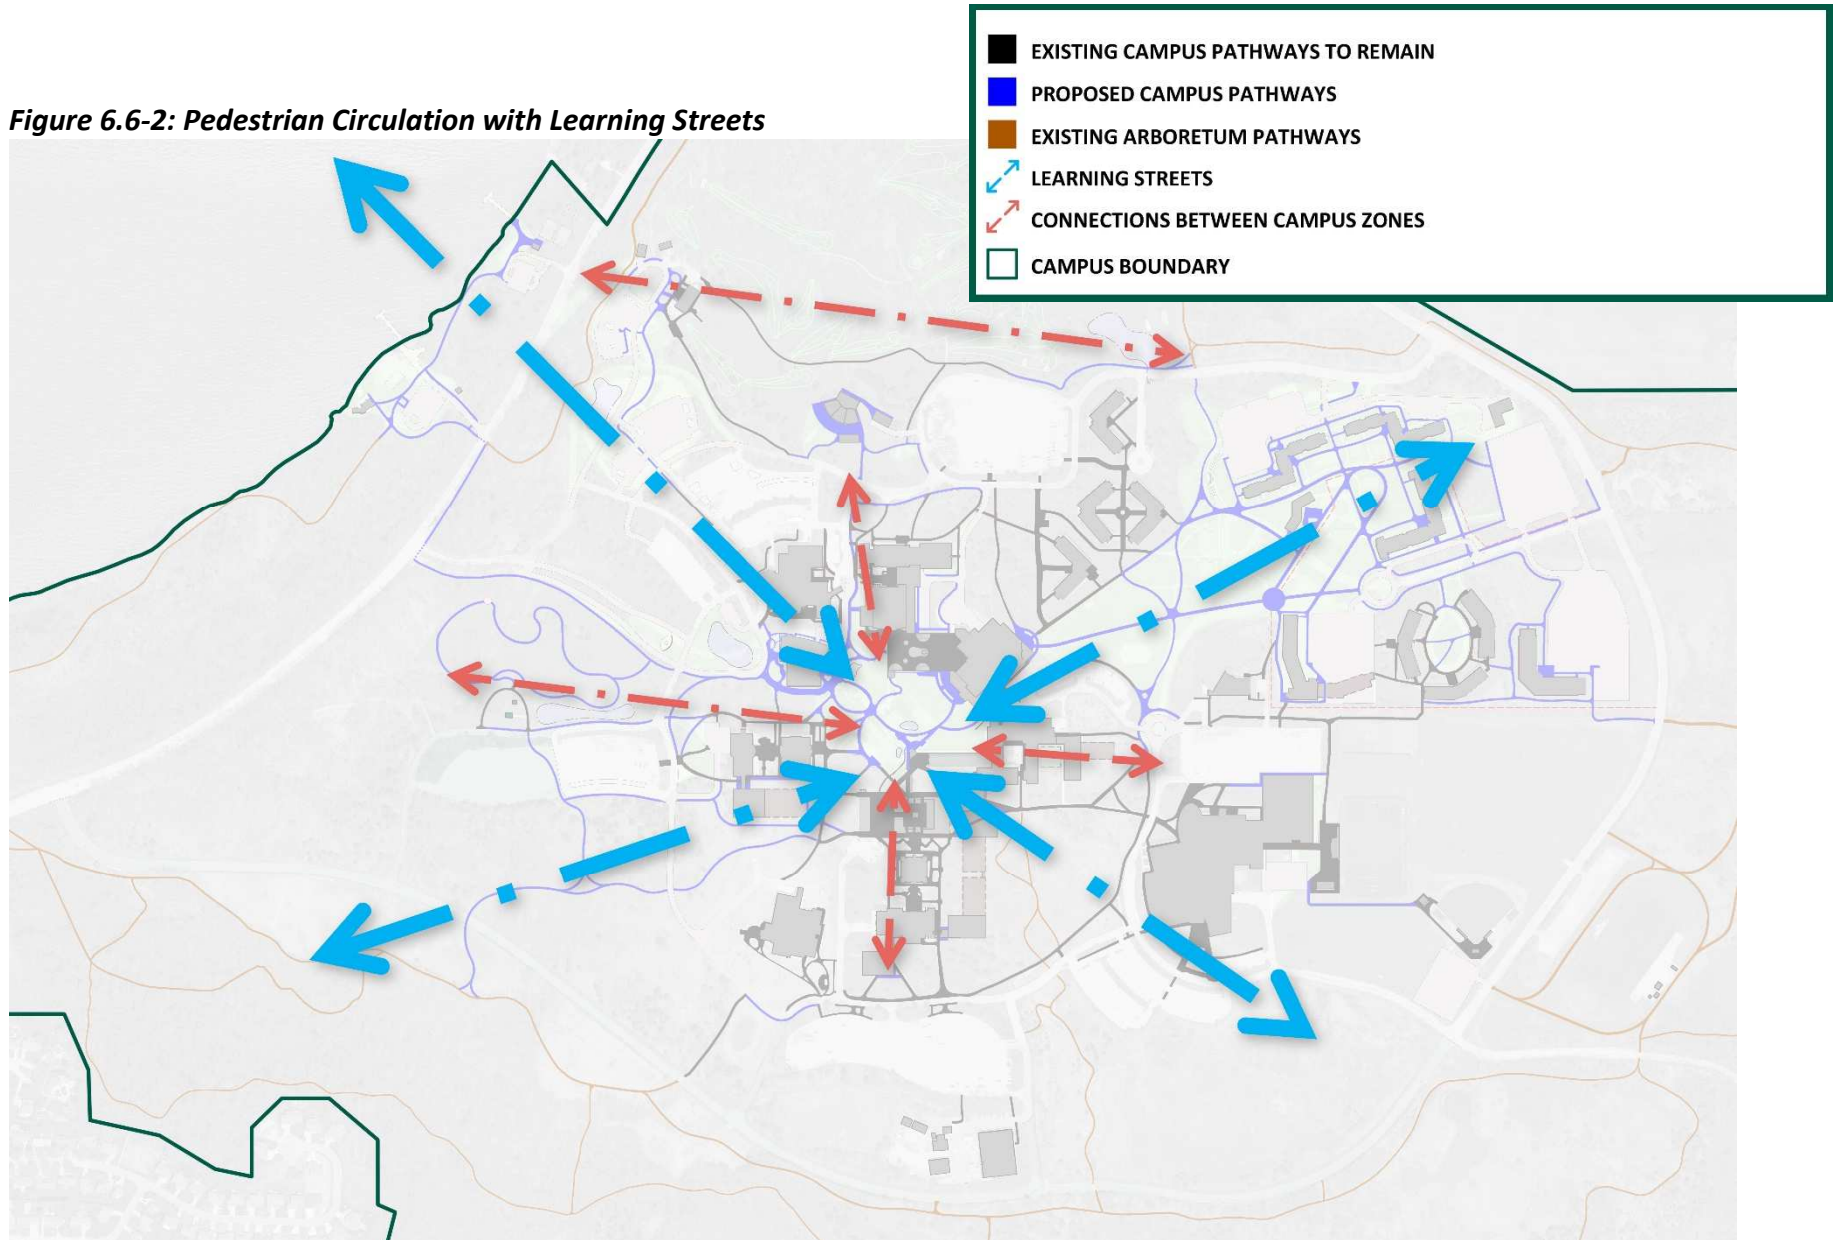 Figure 6.6-2: Pedestrian Circulation with Learning Streets
EXISTING CAMPUS PATHWAYS TO REMAIN
PROPOSED CAMPUS PATHWAYS
EXISTING ARBORETUM PATHWAYS
LEARNING STREETS
CONNECTIONS BETWEEN CAMPUS ZONES
CAMPUS BOUNDARY